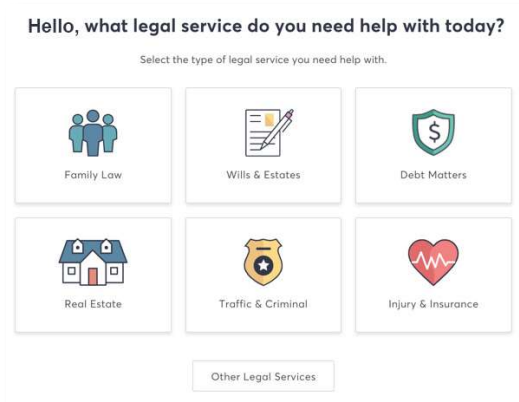 Hello, what legal service do you need help with today?
Select the type of legal service you need help with.
Family Law
Wills & Estates
$
Debt Matters
Real Estate
Traffic & Criminal
Injury & Insurance
Other Legal Services